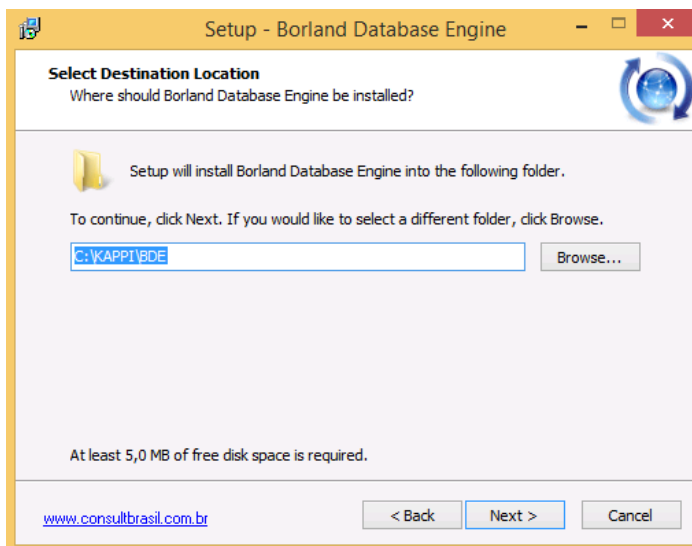 Setup - Borland Database Engine
Select Destination Location
Where should Borland Database Engine be installed?
Setup will install Borland Database Engine into the following folder.
To continue, click Next. If you would like to select a different folder, click Browse.
C:\KAPPI\BDE
Browse...
At least 5,0 MB of free disk space is required.
www.consultbrasil.com.br
< Back
Next >
Cancel